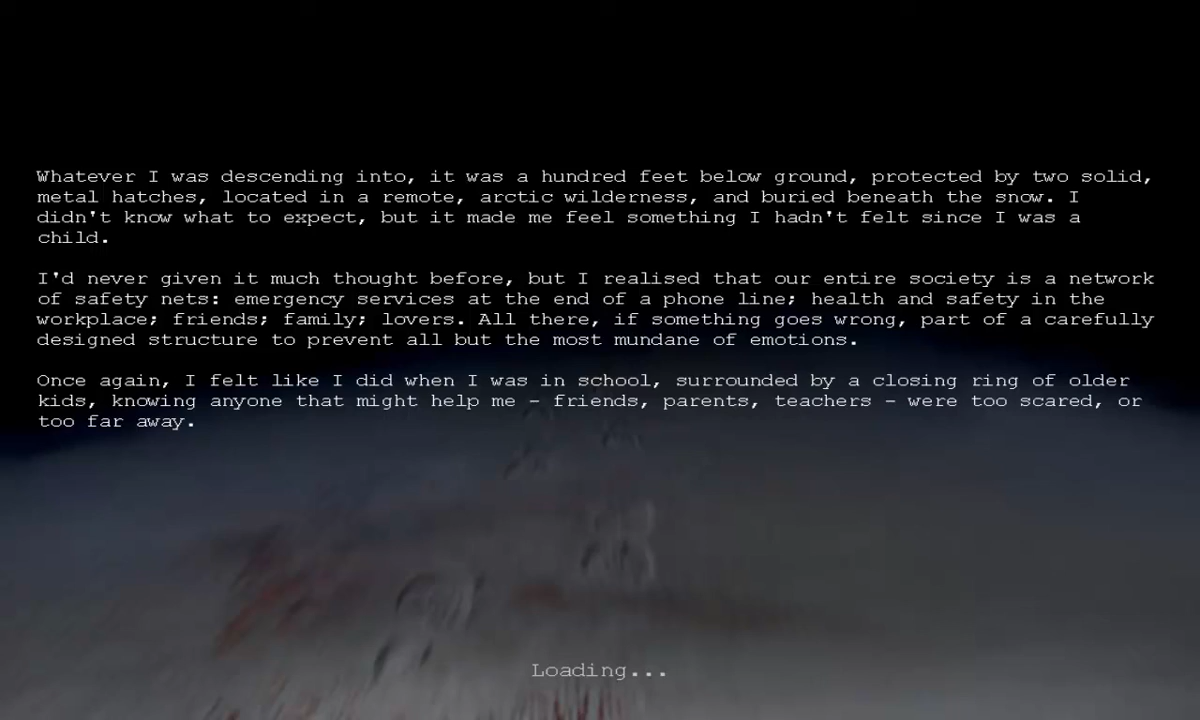 Whatever I was descending into, it was a hundred feet below ground, protected by two solid,
metal hatches, located in a remote, arctic wilderness, and buried beneath the snow. I
didn't know what to expect, but it made me feel something I hadn't felt since I was a
child.
I'd never given it much thought before, but I realised that our entire society is a network
of safety nets: emergency services at the end of a phone line; health and safety in the
workplace; friends; family; lovers. All there, if something goes wrong, part of a carefully
designed structure to prevent all but the most mundane of emotions.
Once again, I felt like I did when I was in school, surrounded by a closing ring of older
kids, knowing anyone that might help me - friends, parents, teachers - were too scared, or
too far away.
Loading...